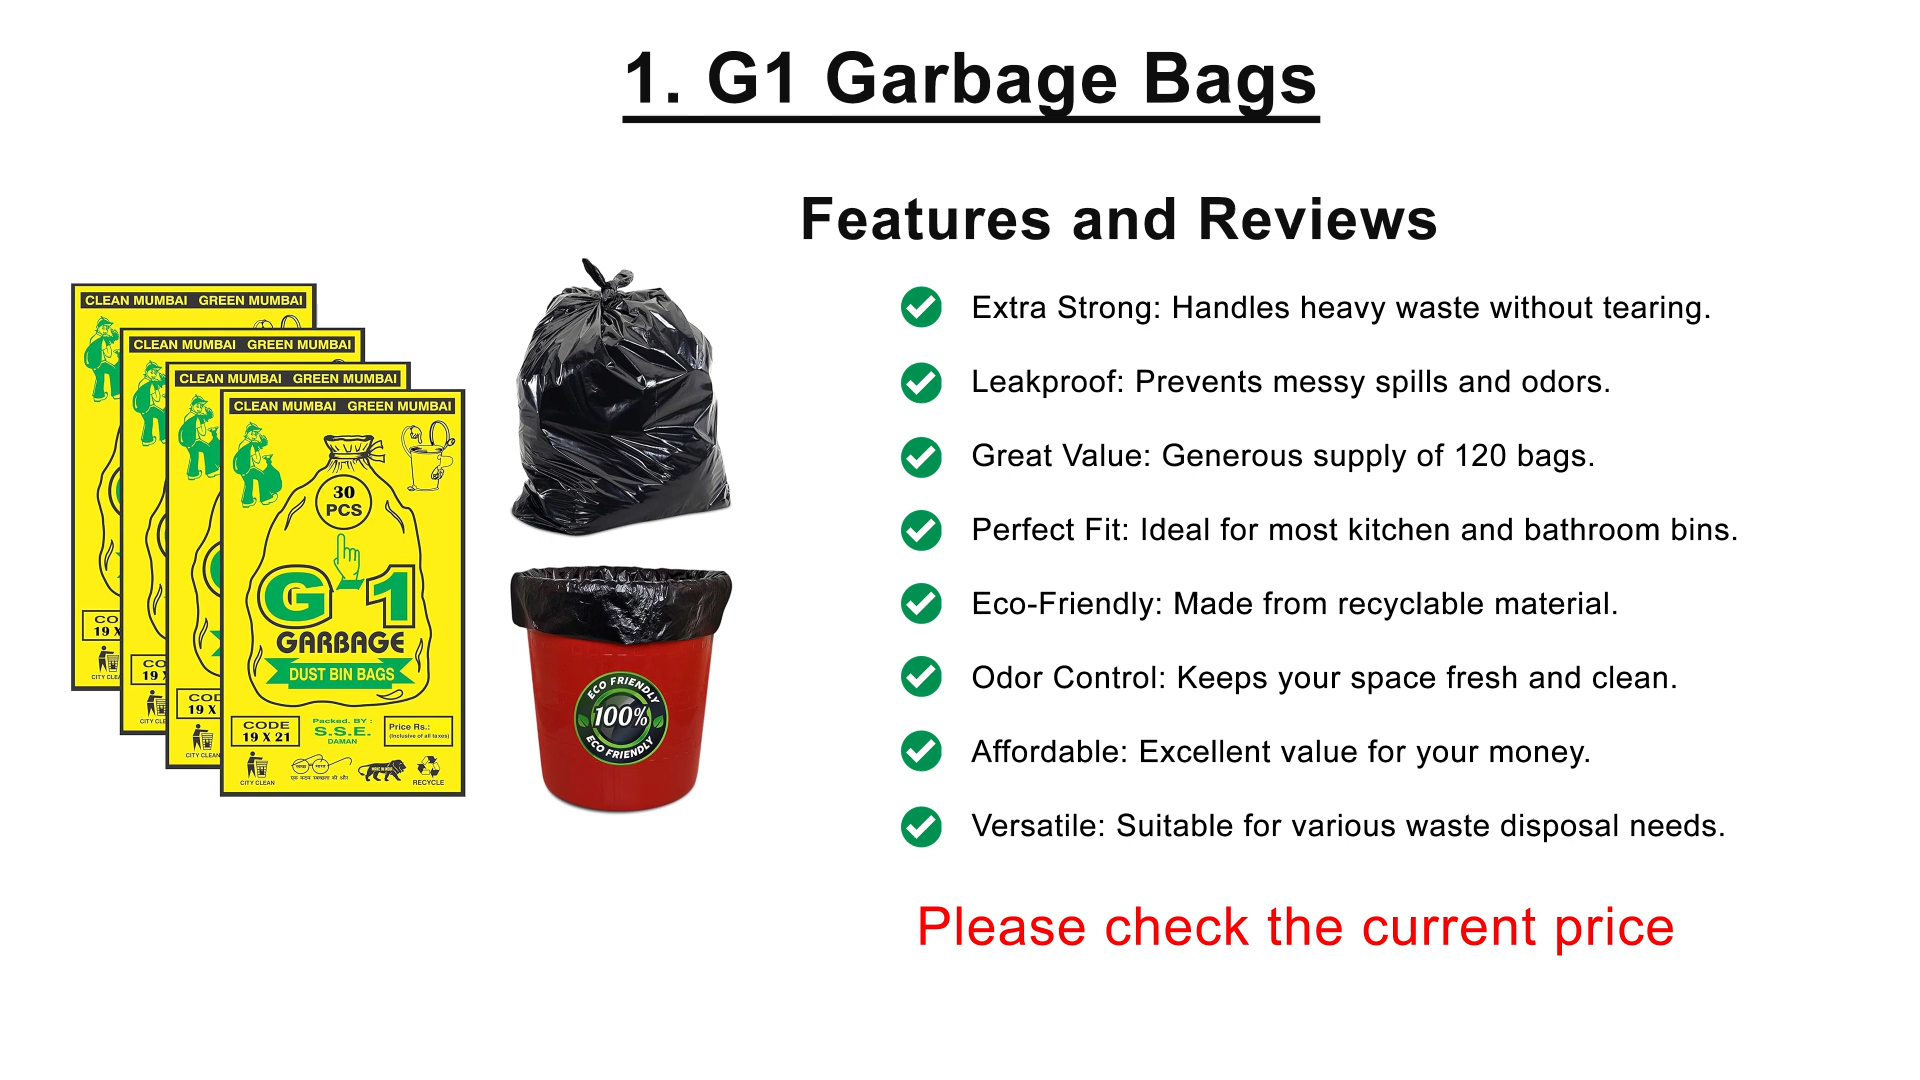 1. G1 Garbage Bags
Features and Reviews
Extra Strong: Handles heavy waste without tearing.
Leakproof: Prevents messy spills and odors.
Great Value: Generous supply of 120 bags.
Perfect Fit: Ideal for most kitchen and bathroom bins.
Eco-Friendly: Made from recyclable material.
Odor Control: Keeps your space fresh and clean.
Affordable: Excellent value for your money.
Versatile: Suitable for various waste disposal needs.
Please check the current price
CLEAN MUMBAI GREEN MUMBAI
CLEAN MUMBAI GREEN MUMBAI
CLEAN MUMBAI GREEN MUMBAI
CLEAN MUMBAI GREEN MUMBAI
30
PCS
G-1
GARBAGE
DUST BIN BAGS
CODE
19 X 21
Packed. BY :
S.S.E.
DAMAN
Price Rs.:
(Inclusive of all taxes)
CITY CLEAN
एक कदम स्वच्छता की ओर
RECYCLE
ECO FRIENDLY
100%
ECO FRIENDLY